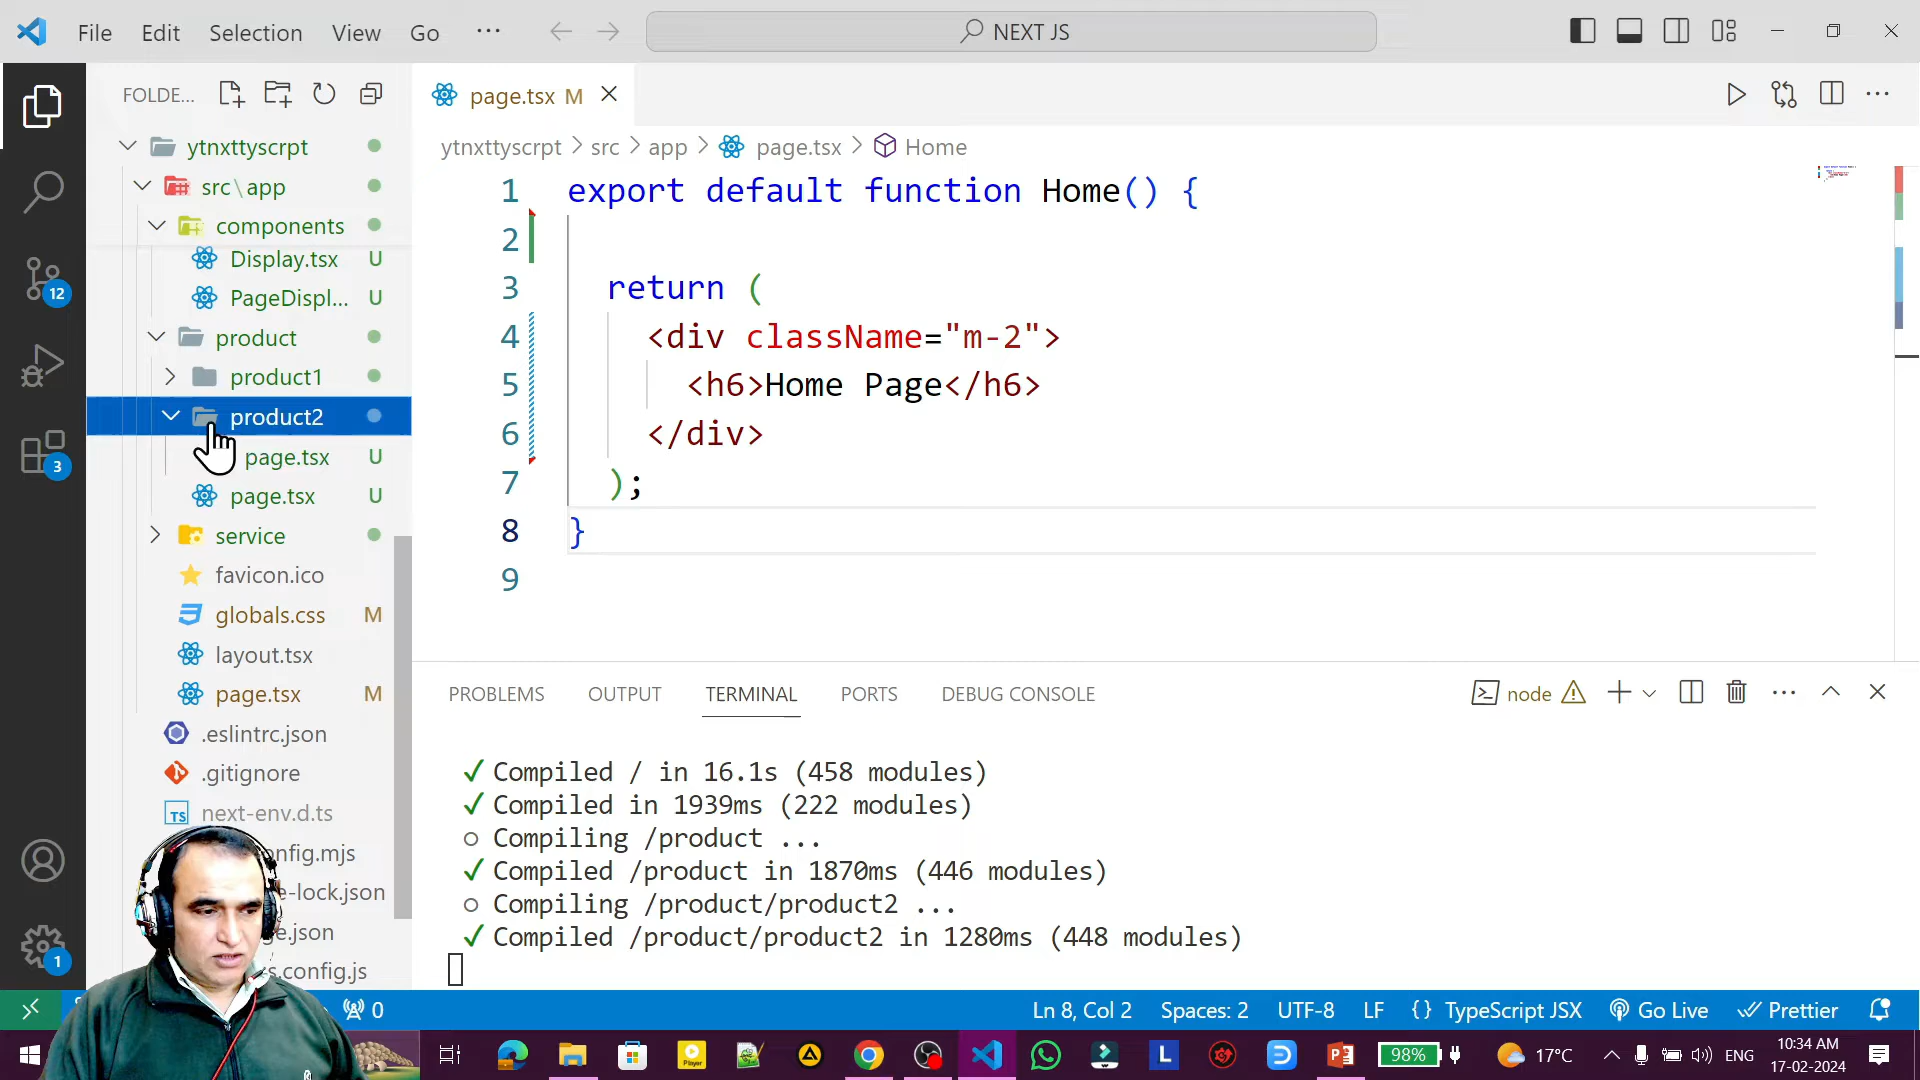 File Edit Selection View Go ··· NEXT JS
FOLDE...
page.tsx M
ytnxttyscrpt
src\app
components
Display.tsx U
PageDispl... U
product
product1
product2
page.tsx U
page.tsx U
service
favicon.ico
globals.css M
layout.tsx
page.tsx M
.eslintrc.json
.gitignore
next-env.d.ts
onfig.mjs
e-lock.json
e.json
s.config.js
12
3
1
ytnxttyscrpt > src > app > page.tsx > Home
1 export default function Home() {
2
3 return (
4 <div className="m-2">
5 <h6>Home Page</h6>
6 </div>
7 );
8 }
9
PROBLEMS OUTPUT TERMINAL PORTS DEBUG CONSOLE node
✓ Compiled / in 16.1s (458 modules)
✓ Compiled in 1939ms (222 modules)
○ Compiling /product ...
✓ Compiled /product in 1870ms (446 modules)
○ Compiling /product/product2 ...
✓ Compiled /product/product2 in 1280ms (448 modules)
0 Ln 8, Col 2 Spaces: 2 UTF-8 LF {} TypeScript JSX Go Live Prettier
98% 17°C ENG 10:34 AM
17-02-2024